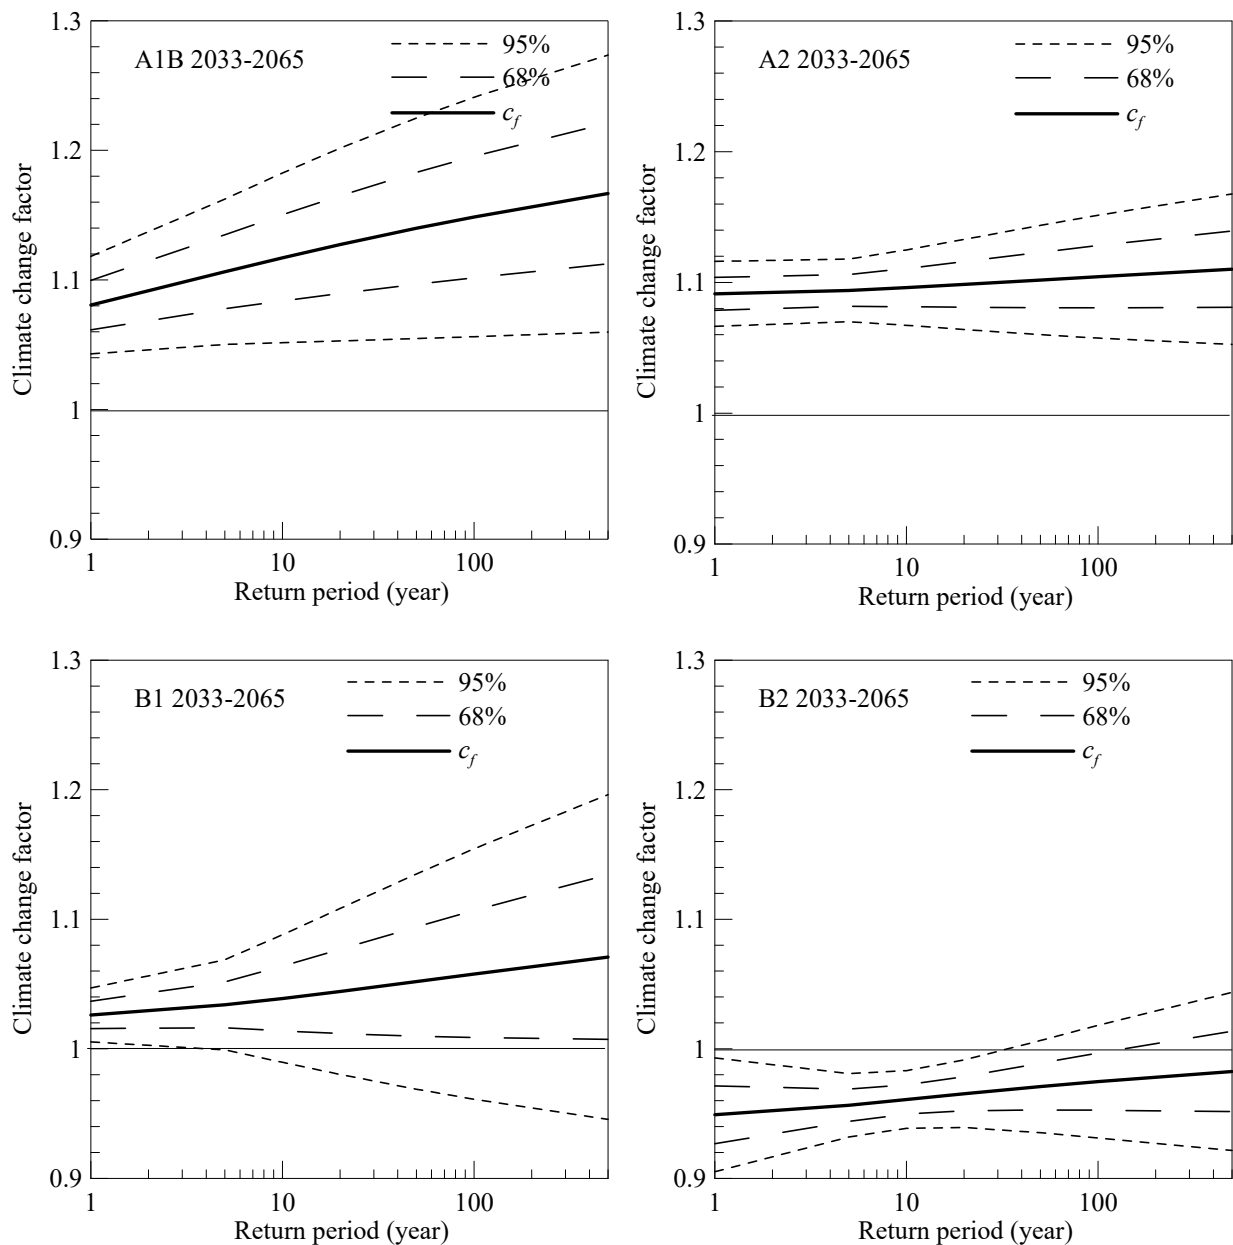 A1B 2033-2065
95%
68%
c_f
1.3
1.2
1.1
1
0.9
Climate change factor
1 10 100
Return period (year)
A2 2033-2065
95%
68%
c_f
1.3
1.2
1.1
1
0.9
Climate change factor
1 10 100
Return period (year)
B1 2033-2065
95%
68%
c_f
1.3
1.2
1.1
1
0.9
Climate change factor
1 10 100
Return period (year)
B2 2033-2065
95%
68%
c_f
1.3
1.2
1.1
1
0.9
Climate change factor
1 10 100
Return period (year)